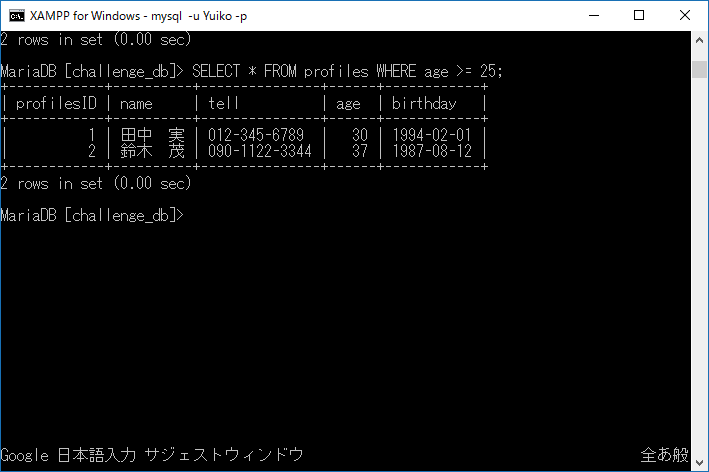 XAMPP for Windows - mysql  -u Yuiko -p
2 rows in set (0.00 sec)
MariaDB [challenge_db]> SELECT * FROM profiles WHERE age >= 25;
+------------+----------+---------------+------+------------+
| profilesID | name     | tell          | age  | birthday   |
+------------+----------+---------------+------+------------+
|          1 | 田中　実 | 012-345-6789  |   30 | 1994-02-01 |
|          2 | 鈴木　茂 | 090-1122-3344 |   37 | 1987-08-12 |
+------------+----------+---------------+------+------------+
2 rows in set (0.00 sec)
MariaDB [challenge_db]>
Google 日本語入力 サジェストウィンドウ 全あ般